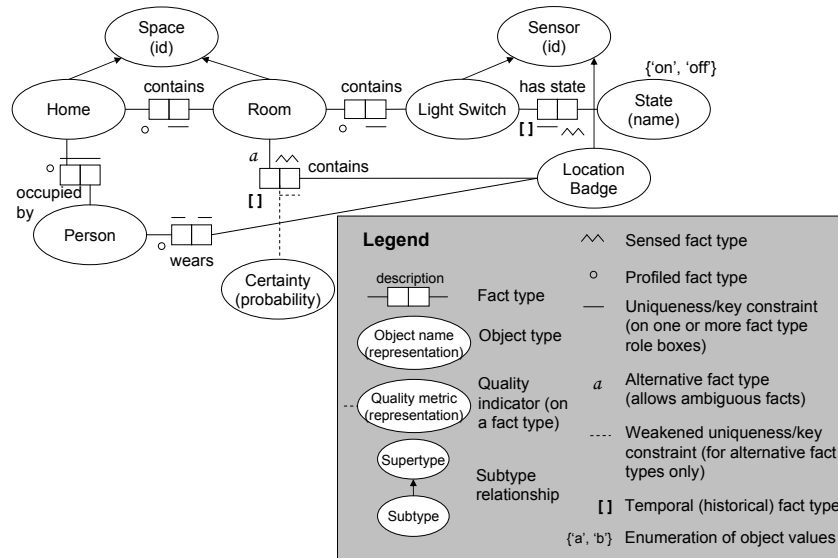 Space
(id)
Sensor
(id)
{‘on’, ‘off’}
contains
contains
has state
Home
Room
Light Switch
State
(name)
[ ]
a
contains
[ ]
occupied
by
Location
Badge
Person
wears
Certainty
(probability)
Legend
description
Fact type
Object name
(representation)
Object type
Quality metric
(representation)
Quality
indicator (on
a fact type)
Supertype
Subtype
Subtype
relationship
Sensed fact type
Profiled fact type
Uniqueness/key constraint
(on one or more fact type
role boxes)
a
Alternative fact type
(allows ambiguous facts)
Weakened uniqueness/key
constraint (for alternative fact
types only)
[ ] Temporal (historical) fact type
{‘a’, ‘b’} Enumeration of object values